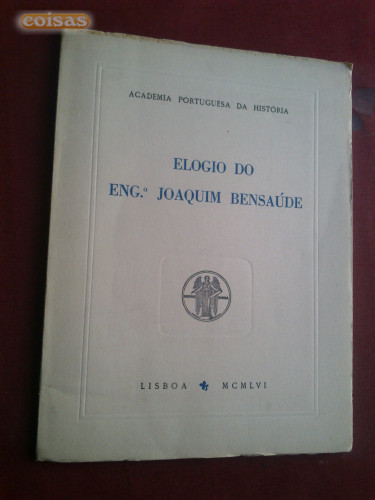 coisas
ACADEMIA PORTUGUESA DA HISTÓRIA
ELOGIO DO
ENG.º JOAQUIM BENSAÚDE
LISBOA MCMLVI